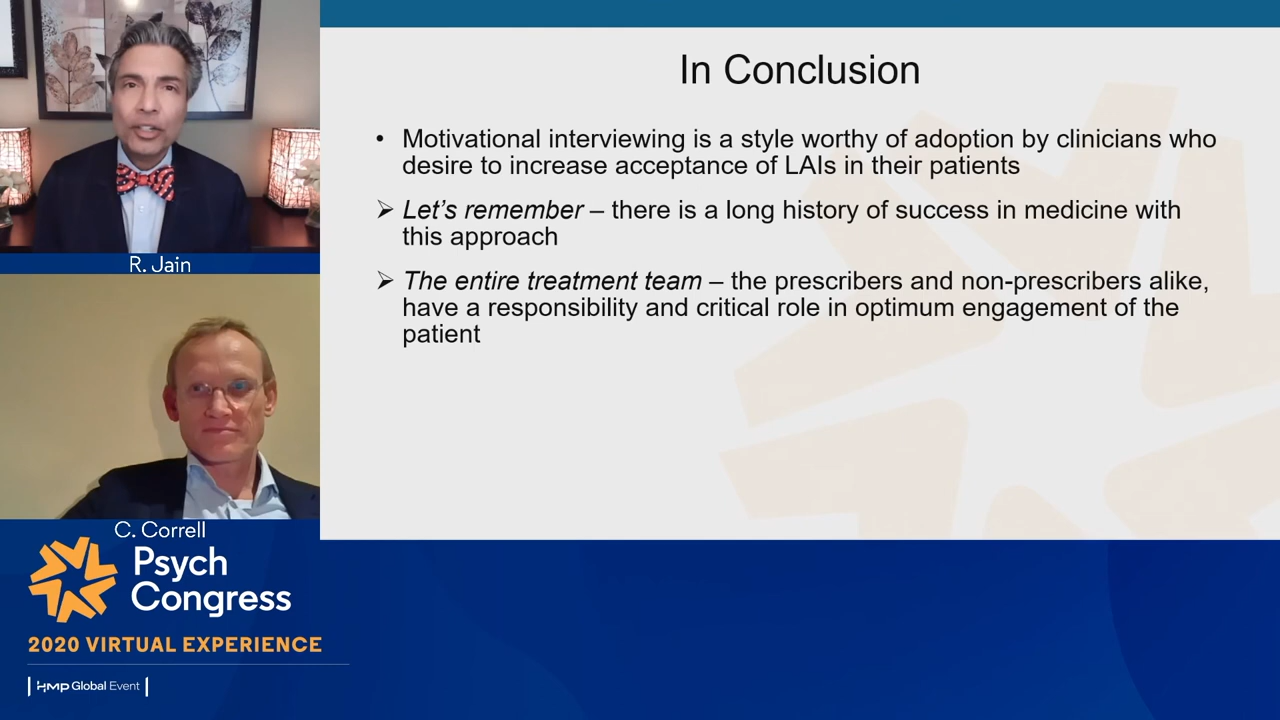 R. Jain
C. Correll
Psych
Congress
2020 VIRTUAL EXPERIENCE
HMP Global Event
In Conclusion
• Motivational interviewing is a style worthy of adoption by clinicians who
desire to increase acceptance of LAIs in their patients
➢ Let’s remember – there is a long history of success in medicine with
this approach
➢ The entire treatment team – the prescribers and non-prescribers alike,
have a responsibility and critical role in optimum engagement of the
patient